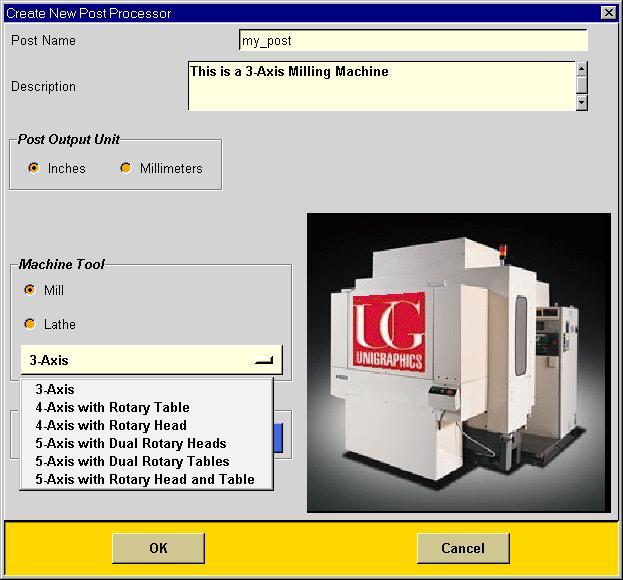 Create New Post Processor
Post Name
my_post
Description
This is a 3-Axis Milling Machine
Post Output Unit
Inches
Millimeters
Machine Tool
Mill
Lathe
3-Axis
3-Axis
4-Axis with Rotary Table
4-Axis with Rotary Head
5-Axis with Dual Rotary Heads
5-Axis with Dual Rotary Tables
5-Axis with Rotary Head and Table
UG
UNIGRAPHICS
OK
Cancel